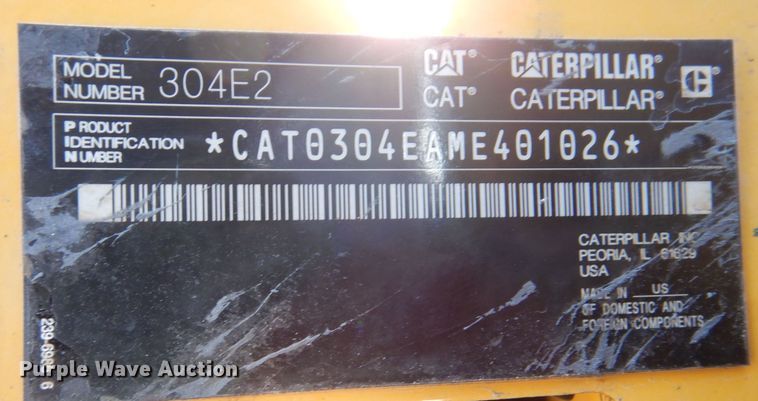 MODEL NUMBER 304E2
CAT® CATERPILLAR® C®
CAT® CATERPILLAR®
PRODUCT IDENTIFICATION NUMBER *CAT0304EAME401026*
CATERPILLAR INC
PEORIA, IL 61629
USA
MADE IN US
OF DOMESTIC AND
FOREIGN COMPONENTS
Purple Wave Auction